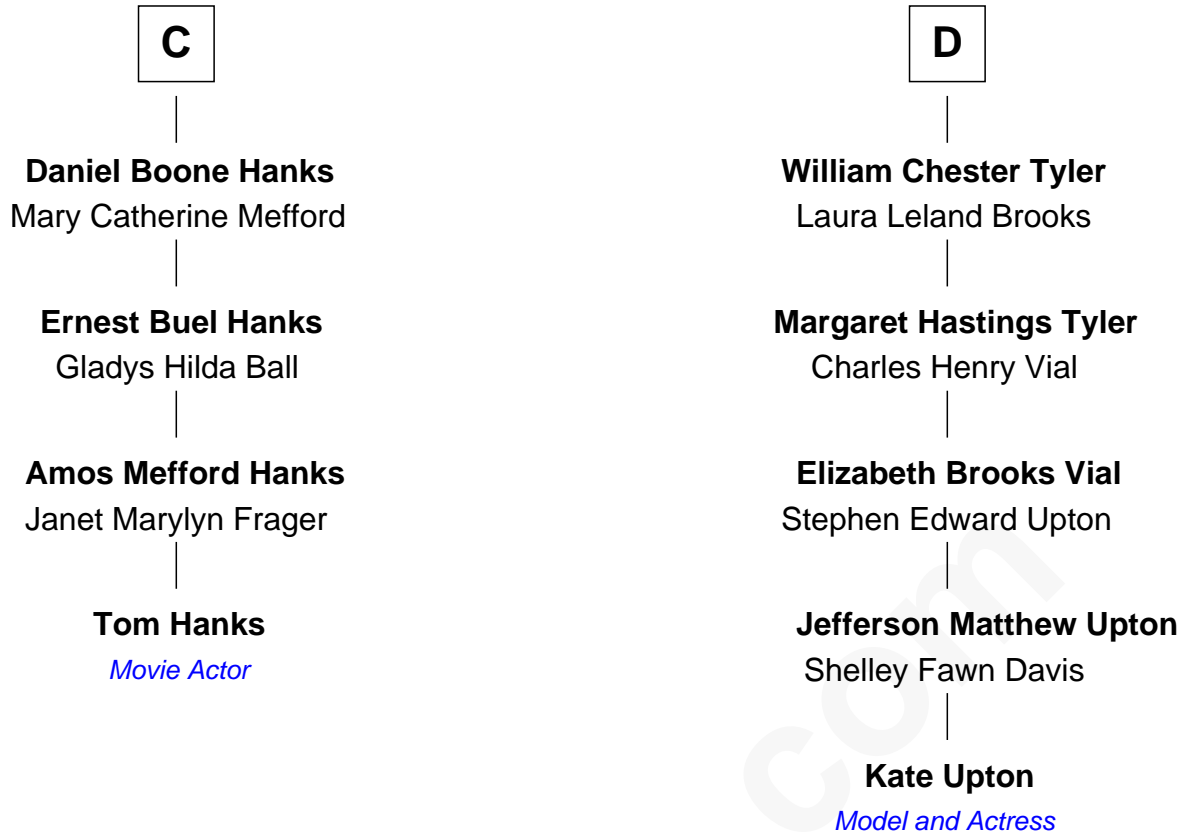 C
Daniel Boone Hanks
Mary Catherine Mefford
Ernest Buel Hanks
Gladys Hilda Ball
Amos Mefford Hanks
Janet Marylyn Frager
Tom Hanks
Movie Actor
D
William Chester Tyler
Laura Leland Brooks
Margaret Hastings Tyler
Charles Henry Vial
Elizabeth Brooks Vial
Stephen Edward Upton
Jefferson Matthew Upton
Shelley Fawn Davis
Kate Upton
Model and Actress
com